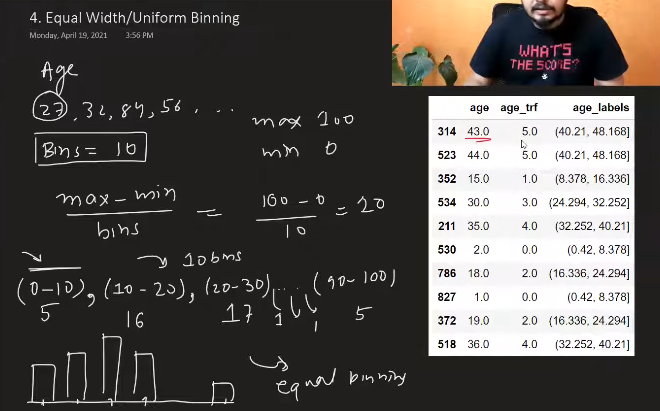 4. Equal Width/Uniform Binning
Monday, April 19, 2021 3:56 PM
WHAT'S
THE SCORE?
Age
27, 32, 84, 56, ...
max 100
min 0
Bins = 10
max - min
bins
=
100 - 0
10
= 20
→ 10 bins
(0-10), (10-20), (20-30), ... (90-100)
5 16 17 1 1 5
equal binning
age age_trf age_labels
314 43.0 5.0 (40.21, 48.168]
523 44.0 5.0 (40.21, 48.168]
352 15.0 1.0 (8.378, 16.336]
534 30.0 3.0 (24.294, 32.252]
211 35.0 4.0 (32.252, 40.21]
530 2.0 0.0 (0.42, 8.378]
786 18.0 2.0 (16.336, 24.294]
827 1.0 0.0 (0.42, 8.378]
372 19.0 2.0 (16.336, 24.294]
518 36.0 4.0 (32.252, 40.21]